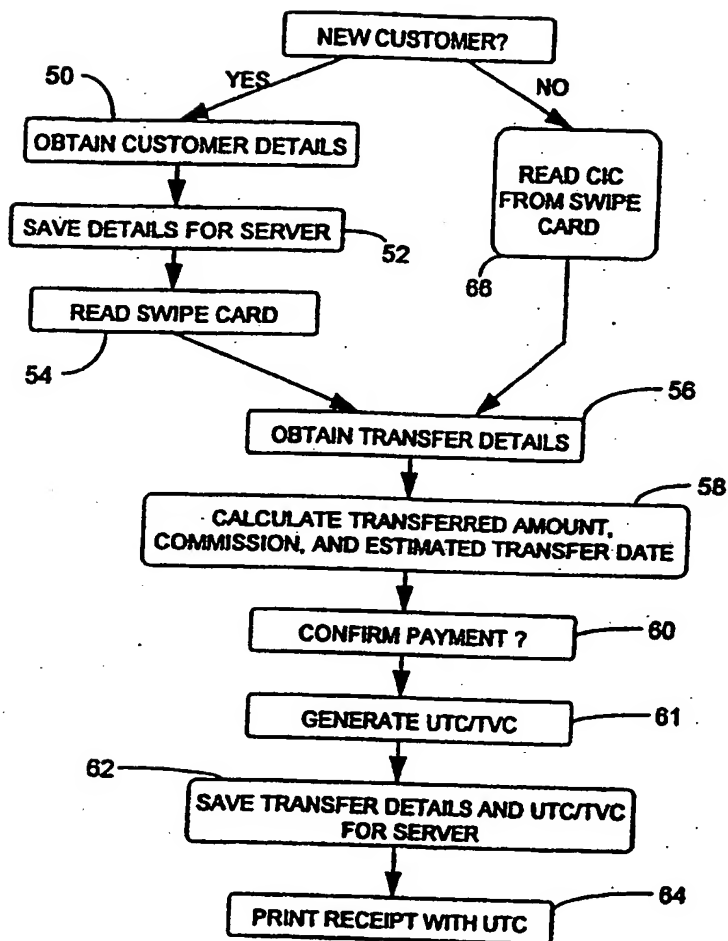 NEW CUSTOMER?
50
YES
NO
OBTAIN CUSTOMER DETAILS
READ CIC
FROM SWIPE
CARD
SAVE DETAILS FOR SERVER
52
66
READ SWIPE CARD
54
56
OBTAIN TRANSFER DETAILS
58
CALCULATE TRANSFERRED AMOUNT,
COMMISSION, AND ESTIMATED TRANSFER DATE
CONFIRM PAYMENT ?
60
GENERATE UTC/TVC
61
62
SAVE TRANSFER DETAILS AND UTC/TVC
FOR SERVER
64
PRINT RECEIPT WITH UTC